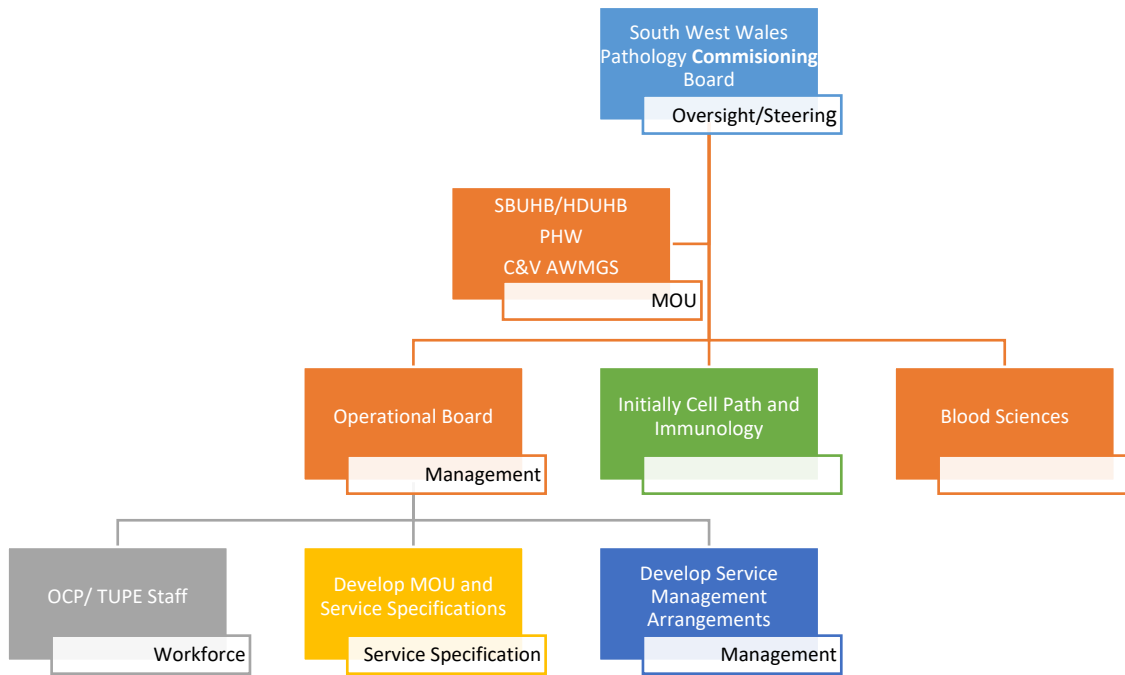 South West Wales
Pathology Commisioning
Board
Oversight/Steering
SBUHB/HDUHB
PHW
C&V AWMGS
MOU
Operational Board
Management
Initially Cell Path and
Immunology
Blood Sciences
OCP/ TUPE Staff
Workforce
Develop MOU and
Service Specifications
Service Specification
Develop Service
Management
Arrangements
Management